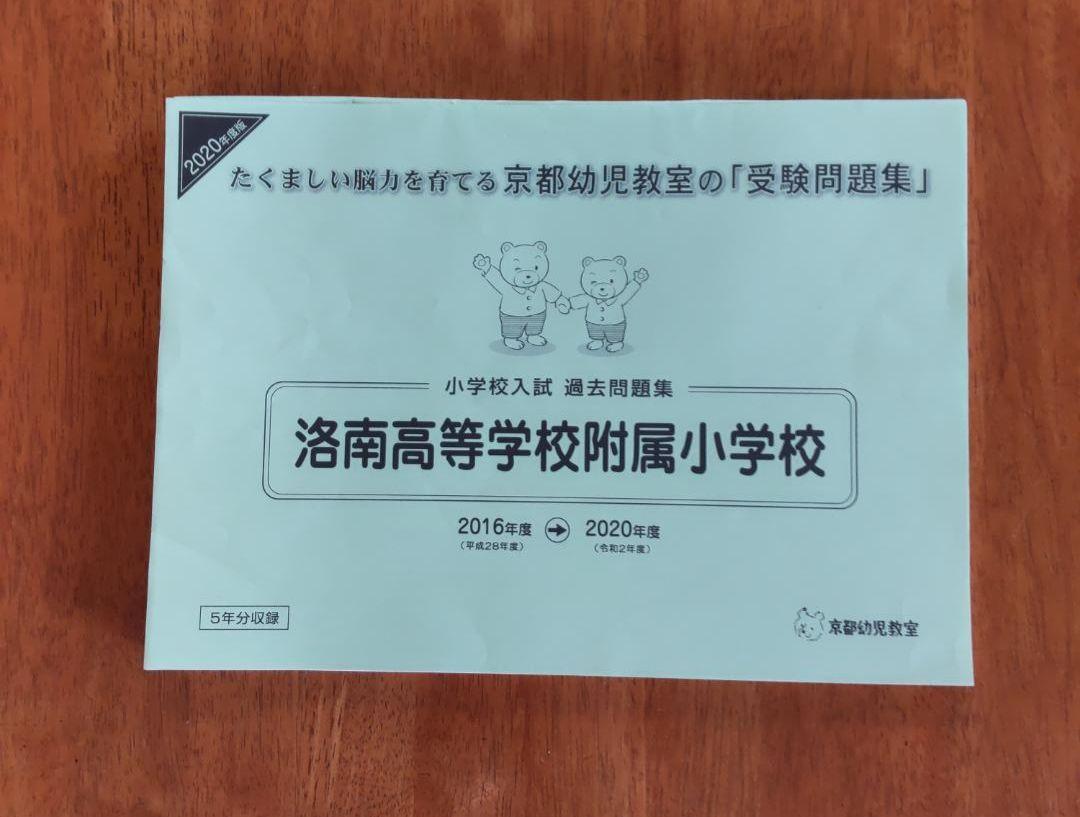 2020年度版
たくましい脳力を育てる 京都幼児教室の「受験問題集」
小学校入試 過去問題集
洛南高等学校附属小学校
2016年度 ➔ 2020年度
(平成28年度) (令和2年度)
5年分収録
京都幼児教室